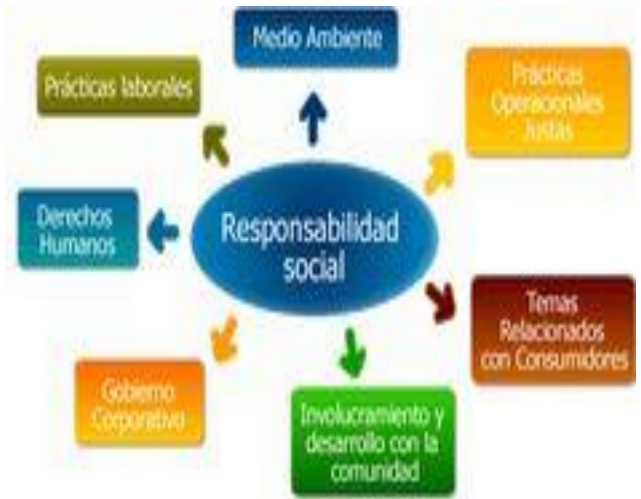 Medio Ambiente
Prácticas laborales
Prácticas
Operacionales
Justas
Derechos
Humanos
Responsabilidad
social
Temas
Relacionados
con Consumidores
Gobierno
Corporativo
Involucramiento y
desarrollo con la
comunidad